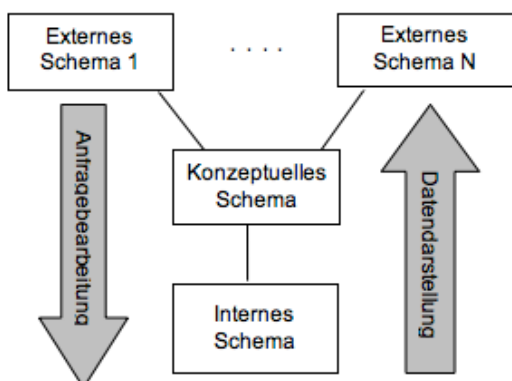 Externes
Schema 1
. . . .
Externes
Schema N
Anfragebearbeitung
Konzeptuelles
Schema
Datendarstellung
Internes
Schema